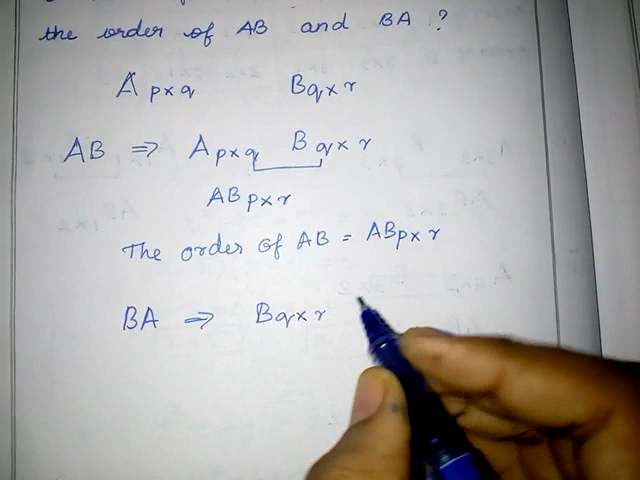 the order of AB and BA ?
A p×q B q×r
AB ⇒ A p×q B q×r
AB p×r
The order of AB = AB p×r
BA ⇒ B q×r